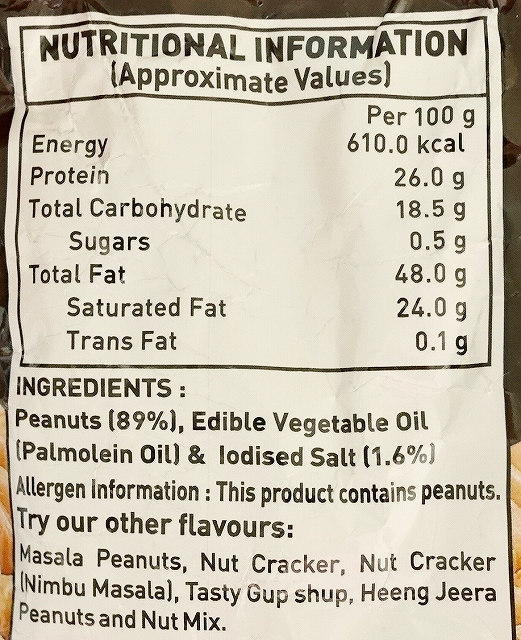 NUTRITIONAL INFORMATION
(Approximate Values)
Per 100 g
Energy 610.0 kcal
Protein 26.0 g
Total Carbohydrate 18.5 g
Sugars 0.5 g
Total Fat 48.0 g
Saturated Fat 24.0 g
Trans Fat 0.1 g
INGREDIENTS :
Peanuts (89%), Edible Vegetable Oil
(Palmolein Oil) & Iodised Salt (1.6%)
Allergen Information : This product contains peanuts.
Try our other flavours:
Masala Peanuts, Nut Cracker, Nut Cracker
(Nimbu Masala), Tasty Gup shup, Heeng Jeera
Peanuts and Nut Mix.